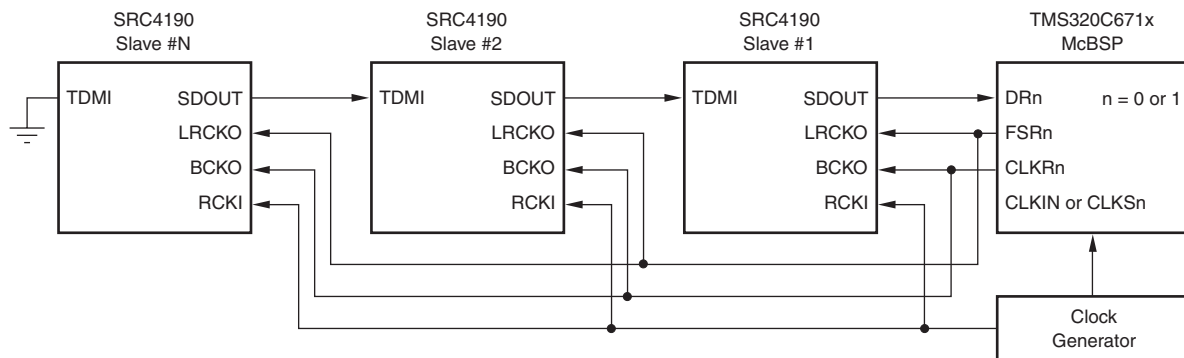 SRC4190
Slave #N
SRC4190
Slave #2
SRC4190
Slave #1
TMS320C671x
McBSP
TDMI
SDOUT
LRCKO
BCKO
RCKI
TDMI
SDOUT
LRCKO
BCKO
RCKI
TDMI
SDOUT
LRCKO
BCKO
RCKI
DRn
n = 0 or 1
FSRn
CLKRn
CLKIN or CLKSn
Clock
Generator